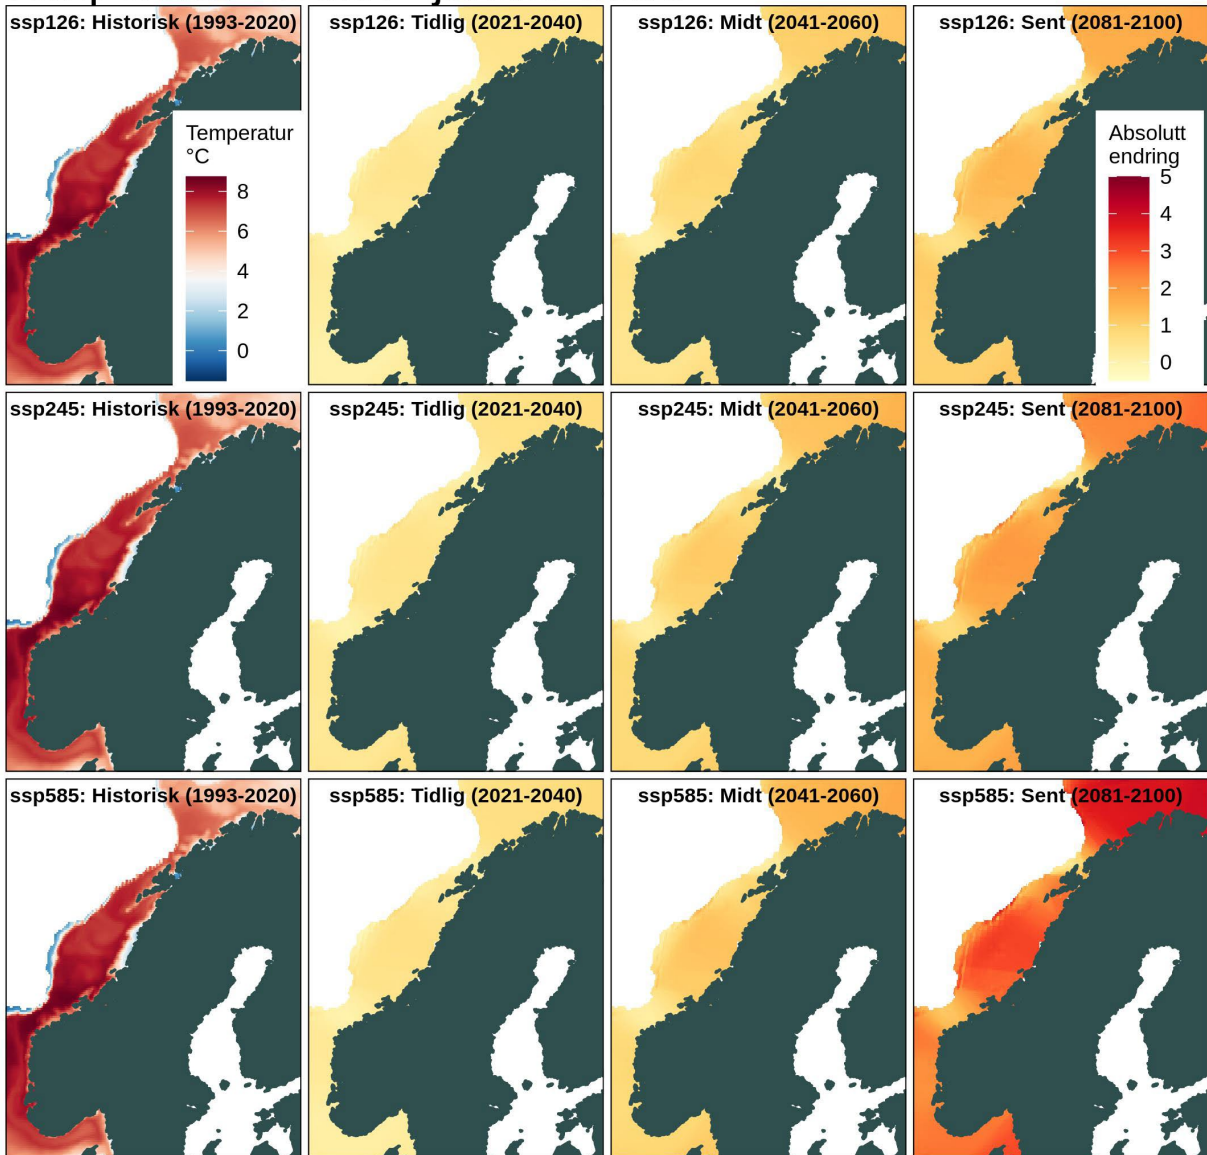 ssp126: Historisk (1993-2020)
ssp126: Tidlig (2021-2040)
ssp126: Midt (2041-2060)
ssp126: Sent (2081-2100)
Temperatur
°C
8
6
4
2
0
Absolutt
endring
5
4
3
2
1
0
ssp245: Historisk (1993-2020)
ssp245: Tidlig (2021-2040)
ssp245: Midt (2041-2060)
ssp245: Sent (2081-2100)
ssp585: Historisk (1993-2020)
ssp585: Tidlig (2021-2040)
ssp585: Midt (2041-2060)
ssp585: Sent (2081-2100)